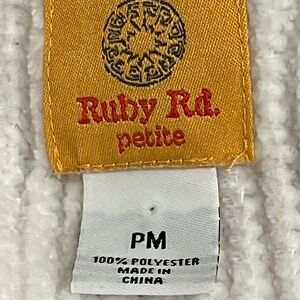 Ruby Rd.
petite
PM
100% POLYESTER
MADE IN
CHINA